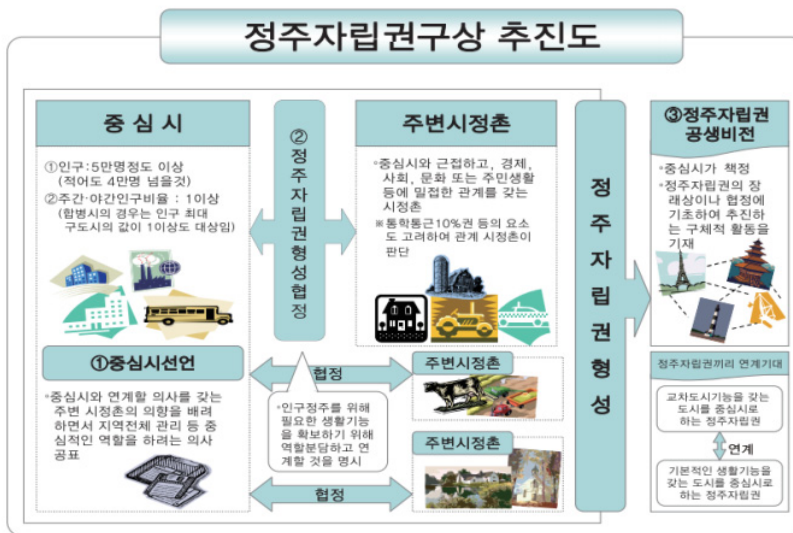 정주자립권구상 추진도
중 심 시
①인구:5만명정도 이상
(적어도 4만명 넘을것)
②주간·야간인구비율 : 1이상
(합병시의 경우는 인구 최대
구도시의 값이 1이상도 대상임)
①중심시선언
◦중심시와 연계할 의사를 갖는
주변 시정촌의 의향을 배려
하면서 지역전체 관리 등 중
심적인 역할을 하려는 의사
공표
②정주자립권형성협정
주변시정촌
◦중심시와 근접하고, 경제,
사회, 문화 또는 주민생활
등에 밀접한 관계를 갖는
시정촌
※통학통근10%권 등의 요소
도 고려하여 관계 시정촌이
판단
협정
주변시정촌
◦인구정주를 위해
필요한 생활기능
을 확보하기 위해
역할분담하고 연
계할 것을 명시
주변시정촌
협정
정주자립권형성
③정주자립권
공생비전
◦중심시가 책정
◦정주자립권의 장
래상이나 협정에
기초하여 추진하
는 구체적 활동을
기재
정주자립권끼리 연계기대
교차도시기능을 갖는
도시를 중심시로
하는 정주자립권
연계
기본적인 생활기능을
갖는 도시를 중심시로
하는 정주자립권